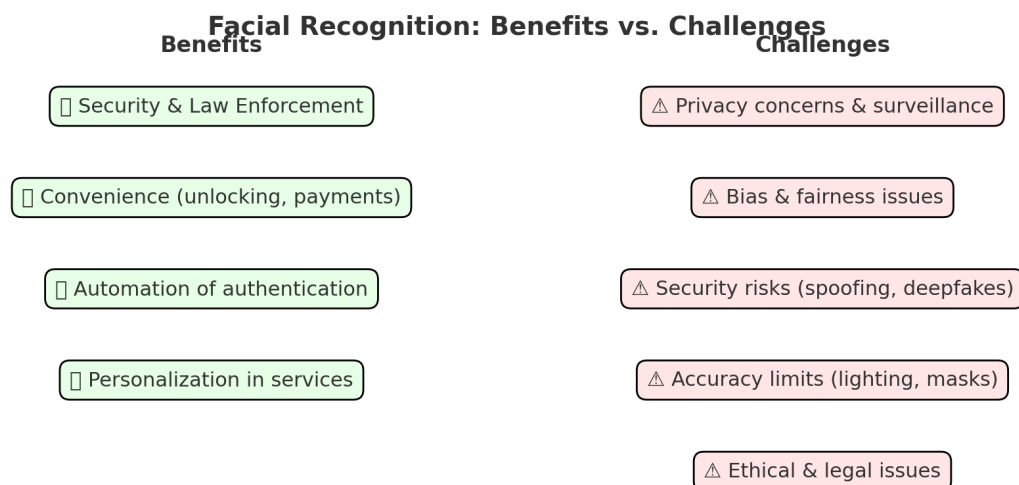 Facial Recognition: Benefits vs. Challenges
Benefits
Challenges
Security & Law Enforcement
⚠ Privacy concerns & surveillance
Convenience (unlocking, payments)
⚠ Bias & fairness issues
Automation of authentication
⚠ Security risks (spoofing, deepfakes)
Personalization in services
⚠ Accuracy limits (lighting, masks)
⚠ Ethical & legal issues